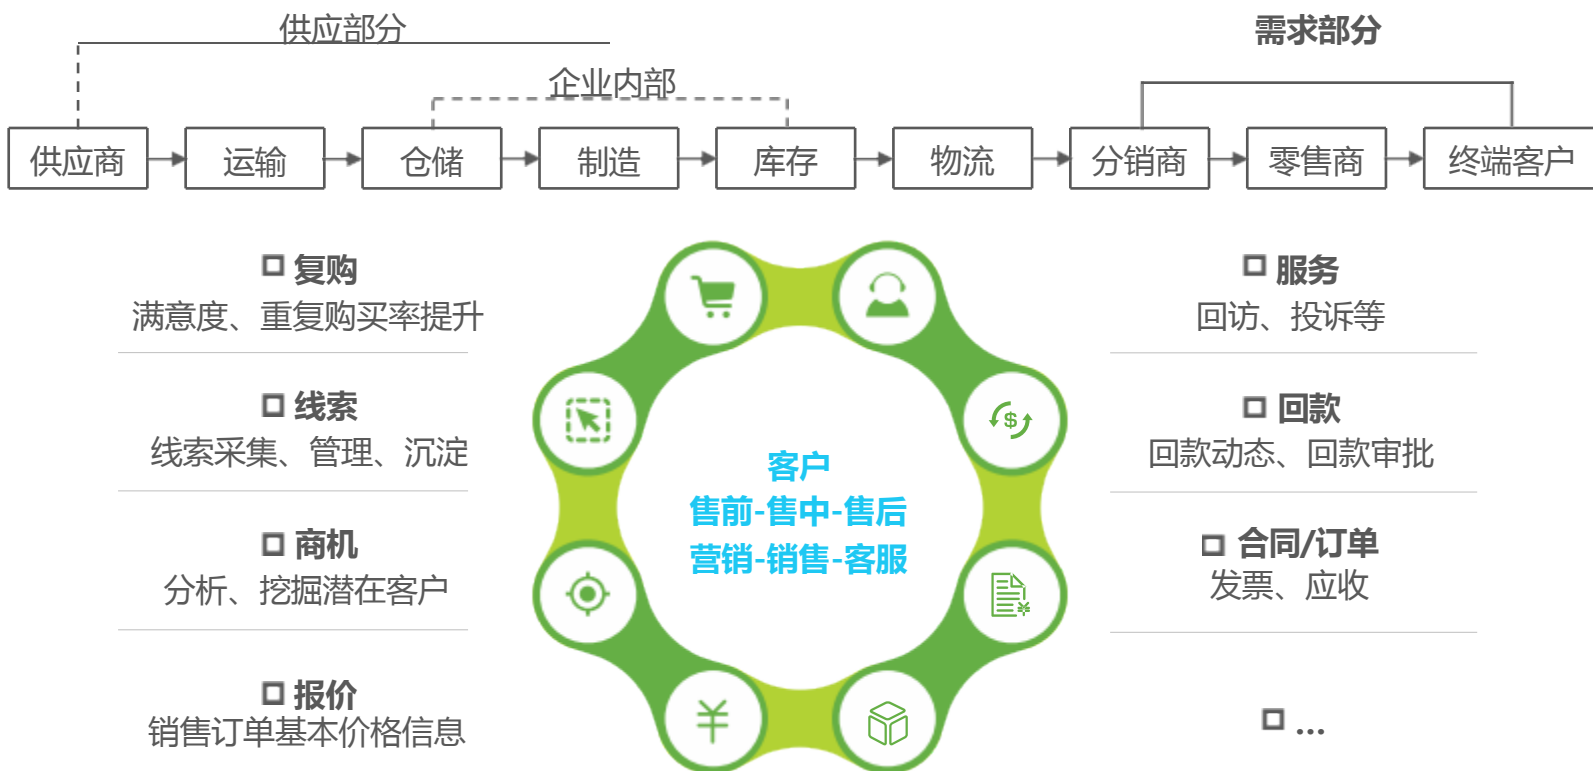 供应部分
需求部分
企业内部
供应商
运输
仓储
制造
库存
物流
分销商
零售商
终端客户
复购
满意度、重复购买率提升
线索
线索采集、管理、沉淀
商机
分析、挖掘潜在客户
报价
销售订单基本价格信息
客户
售前-售中-售后
营销-销售-客服
服务
回访、投诉等
回款
回款动态、回款审批
合同/订单
发票、应收
...